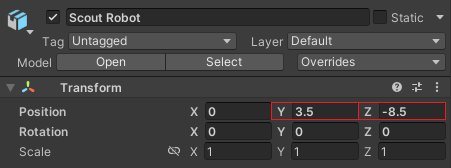 Scout Robot Static
Tag Untagged Layer Default
Model Open Select Overrides
Transform
Position X 0 Y 3.5 Z -8.5
Rotation X 0 Y 0 Z 0
Scale X 1 Y 1 Z 1